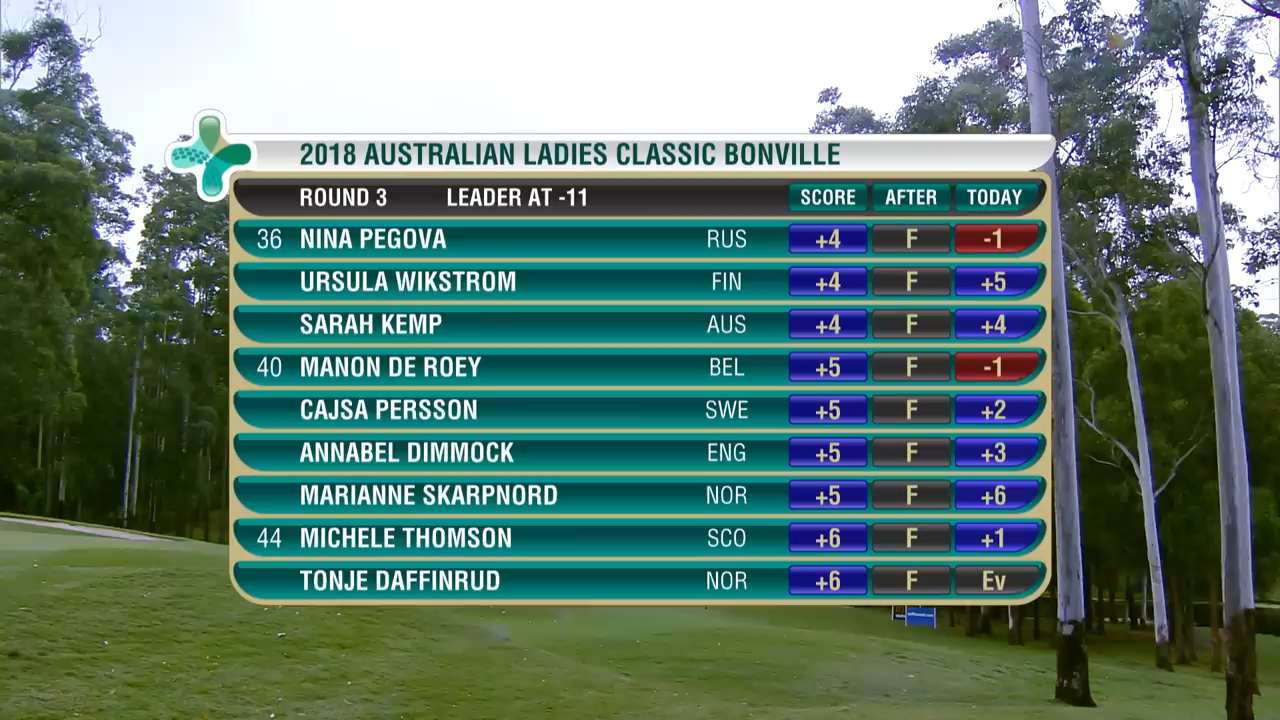 2018 AUSTRALIAN LADIES CLASSIC BONVILLE
ROUND 3 LEADER AT -11 SCORE AFTER TODAY
36 NINA PEGOVA RUS +4 F -1
URSULA WIKSTROM FIN +4 F +5
SARAH KEMP AUS +4 F +4
40 MANON DE ROEY BEL +5 F -1
CAJSA PERSSON SWE +5 F +2
ANNABEL DIMMOCK ENG +5 F +3
MARIANNE SKARPNORD NOR +5 F +6
44 MICHELE THOMSON SCO +6 F +1
TONJE DAFFINRUD NOR +6 F Ev